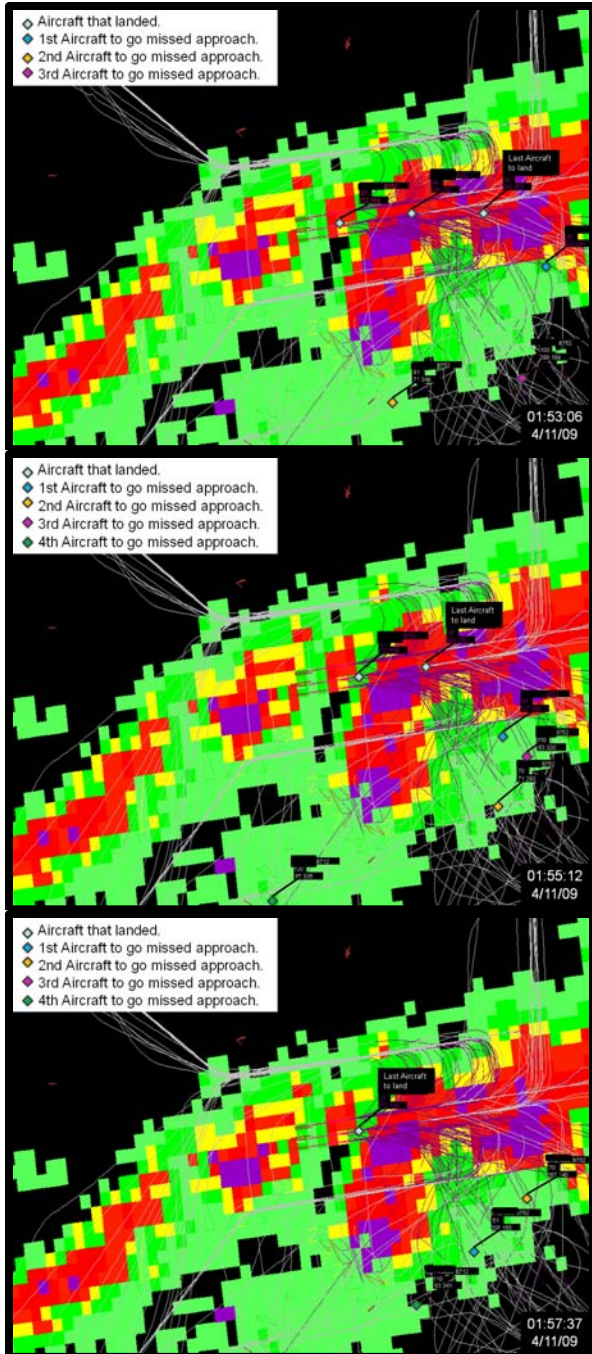 Aircraft that landed.
1st Aircraft to go missed approach.
2nd Aircraft to go missed approach.
3rd Aircraft to go missed approach.
Last Aircraft
to land
01:53:06
4/11/09
Aircraft that landed.
1st Aircraft to go missed approach.
2nd Aircraft to go missed approach.
3rd Aircraft to go missed approach.
4th Aircraft to go missed approach.
Last Aircraft
to land
01:55:12
4/11/09
Aircraft that landed.
1st Aircraft to go missed approach.
2nd Aircraft to go missed approach.
3rd Aircraft to go missed approach.
4th Aircraft to go missed approach.
Last Aircraft
to land
01:57:37
4/11/09